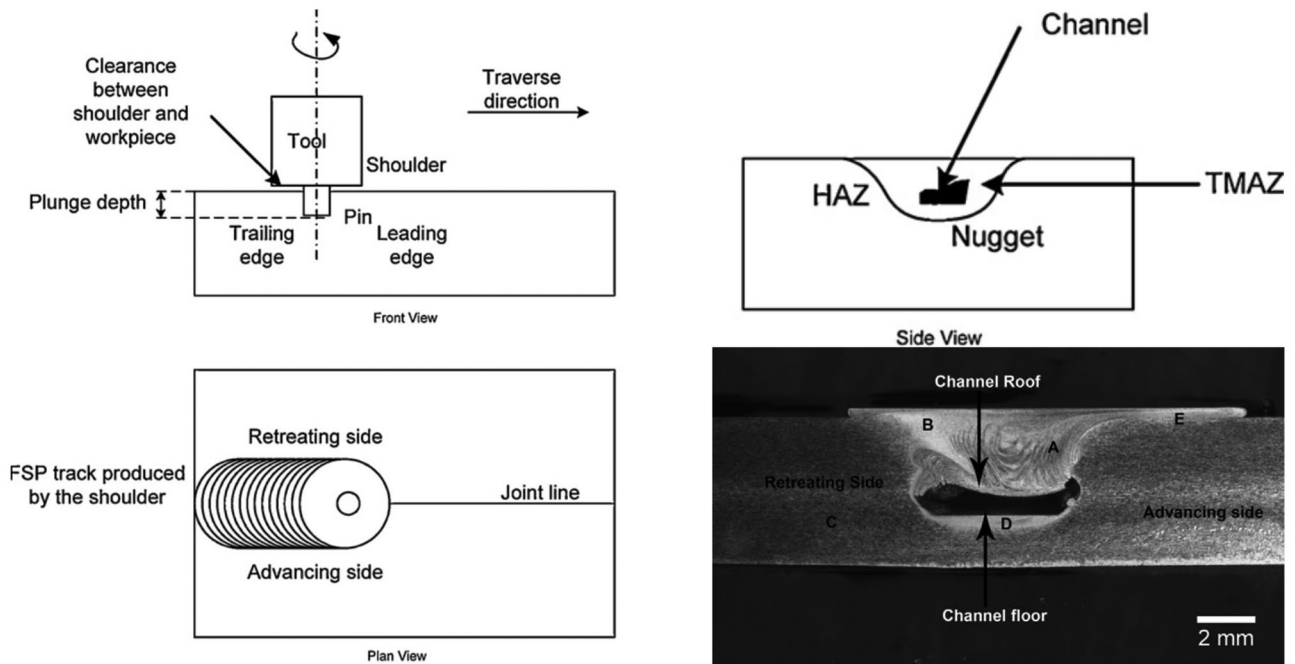 Clearance
between
shoulder and
workpiece
Traverse
direction
Tool
Shoulder
Plunge depth
Pin
Trailing
edge
Leading
edge
Front View
Channel
HAZ
TMAZ
Nugget
Side View
Retreating side
FSP track produced
by the shoulder
Joint line
Advancing side
Plan View
Channel Roof
B
E
A
Retreating Side
Advancing side
C
D
Channel floor
2 mm